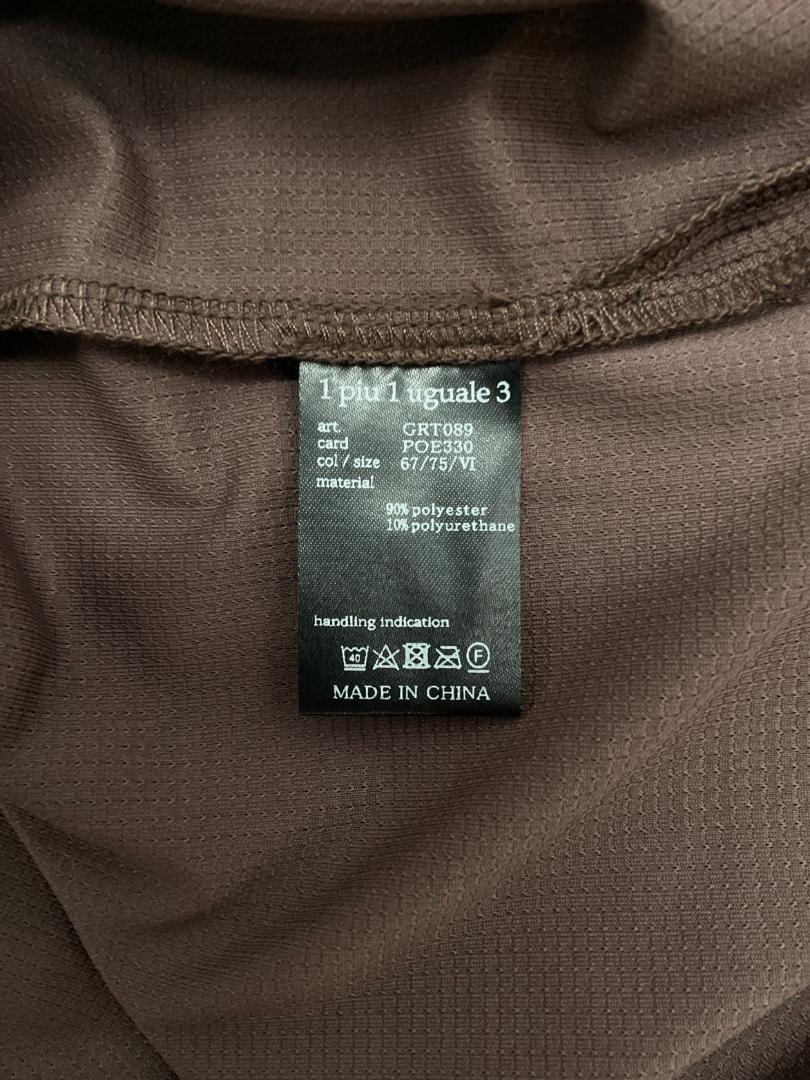 1 piu 1 uguale 3
art. GRT089
card POE330
col / size 67/75/VI
material
90% polyester
10% polyurethane
handling indication
40 F
MADE IN CHINA